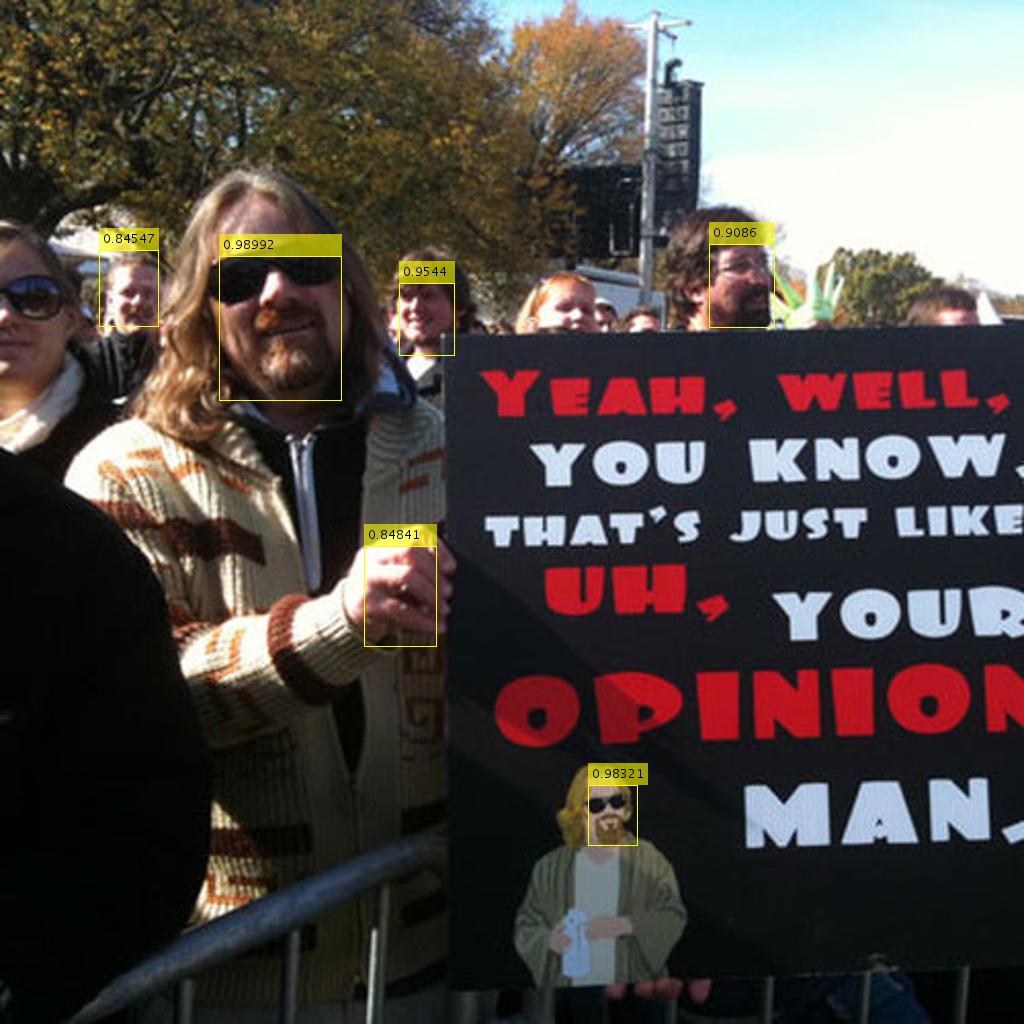 0.84547
0.98992
0.9544
0.9086
YEAH, WELL,
YOU KNOW,
THAT'S JUST LIKE
UH, YOUR
OPINION
MAN,
0.84841
0.98321